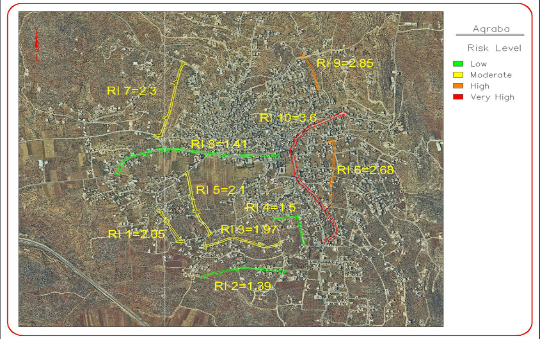 Aqraba
Risk Level
Low
Moderate
High
Very High
RI 9=2.85
RI 7=2.3
RI 10=3.6
RI 8=1.41
RI 6=2.68
RI 5=2.1
RI 4=1.5
RI 1=2.05
RI 3=1.97
RI 2=1.39